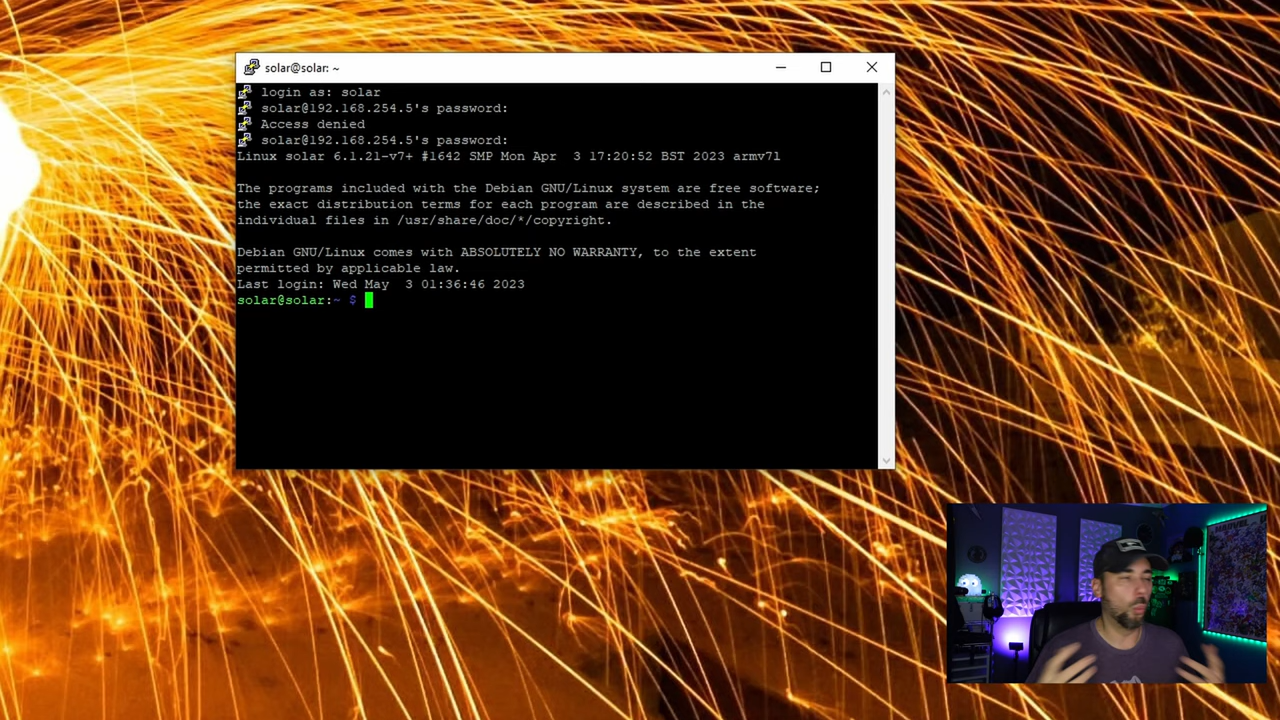 solar@solar: ~
login as: solar
solar@192.168.254.5's password:
Access denied
solar@192.168.254.5's password:
Linux solar 6.1.21-v7+ #1642 SMP Mon Apr  3 17:20:52 BST 2023 armv7l
The programs included with the Debian GNU/Linux system are free software;
the exact distribution terms for each program are described in the
individual files in /usr/share/doc/*/copyright.
Debian GNU/Linux comes with ABSOLUTELY NO WARRANTY, to the extent
permitted by applicable law.
Last login: Wed May  3 01:36:46 2023
solar@solar:~ $
MARVEL